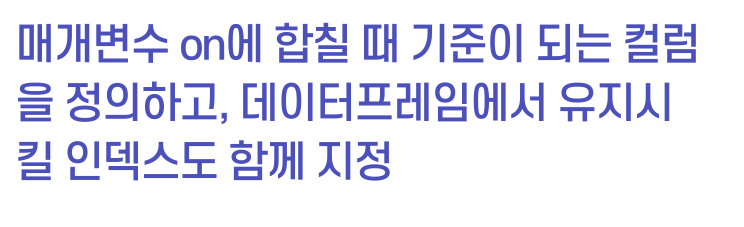 매개변수 on에 합칠 때 기준이 되는 컬럼
을 정의하고, 데이터프레임에서 유지시
킬 인덱스도 함께 지정